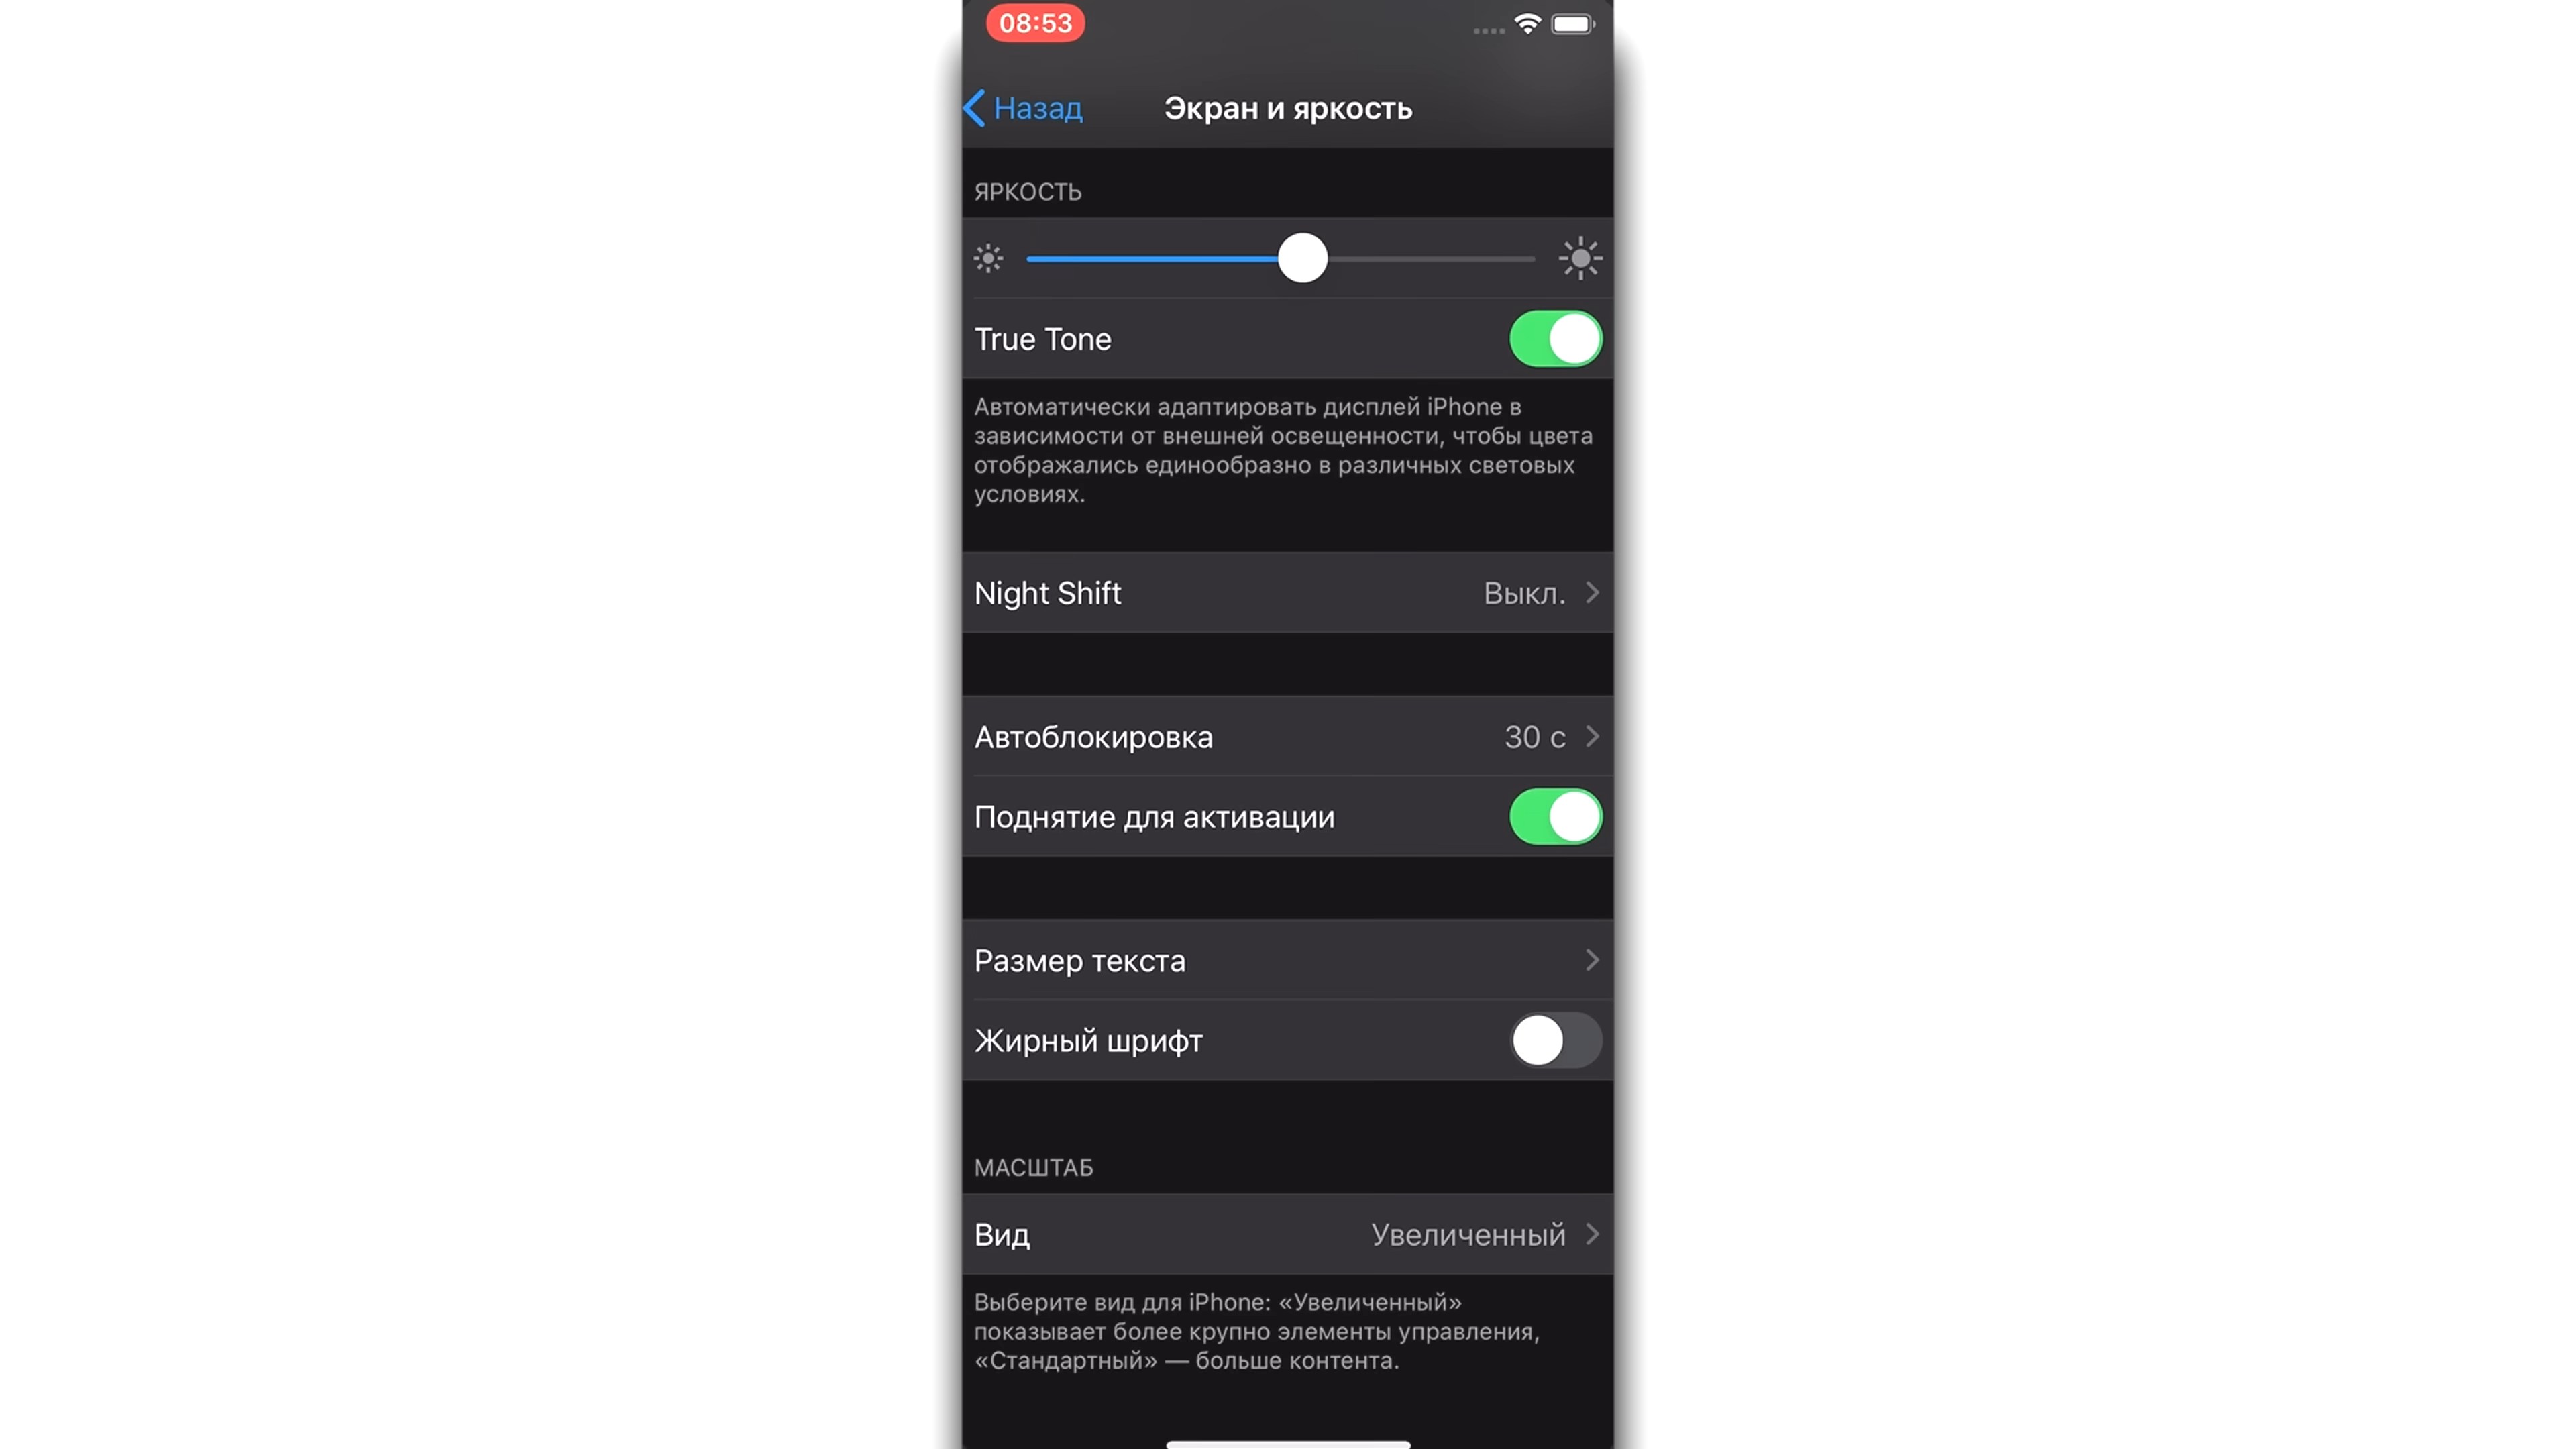 08:53
Назад
Экран и яркость
ЯРКОСТЬ
True Tone
Автоматически адаптировать дисплей iPhone в
зависимости от внешней освещенности, чтобы цвета
отображались единообразно в различных световых
условиях.
Night Shift Выкл.
Автоблокировка 30 с
Поднятие для активации
Размер текста
Жирный шрифт
МАСШТАБ
Вид Увеличенный
Выберите вид для iPhone: «Увеличенный»
показывает более крупно элементы управления,
«Стандартный» — больше контента.